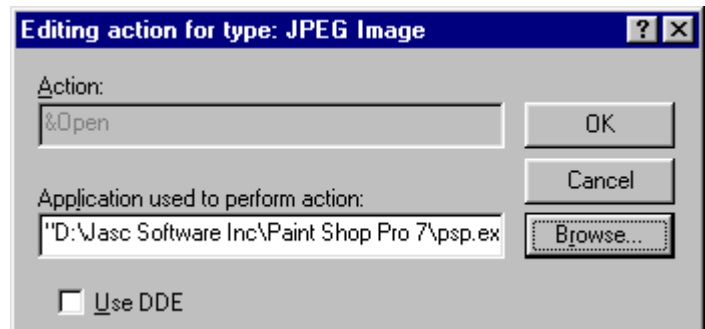 Editing action for type: JPEG Image
Action:
&Open
OK
Cancel
Application used to perform action:
"D:\Jasc Software Inc\Paint Shop Pro 7\psp.ex
Browse...
Use DDE